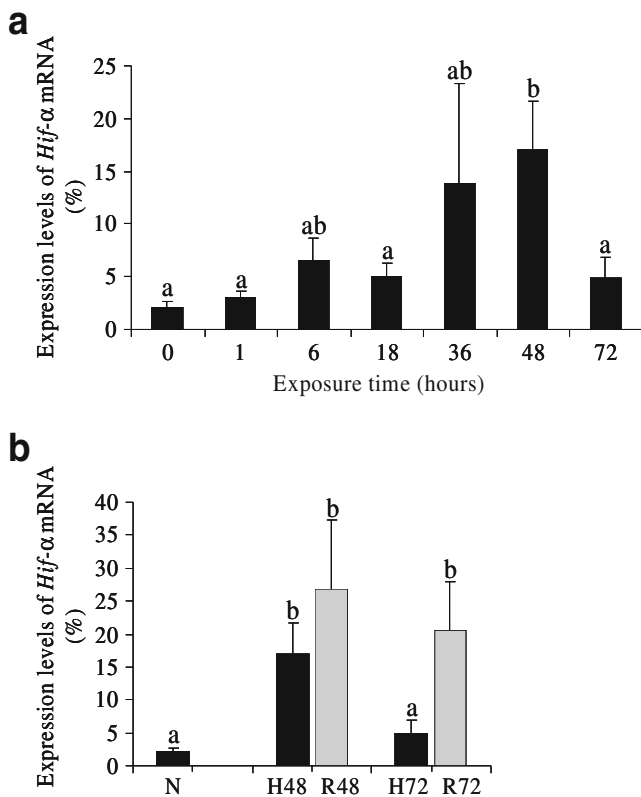 a
Expression levels of Hif-α mRNA
(%)
25
20
15
10
5
0
a
a
ab
a
ab
b
a
0 1 6 18 36 48 72
Exposure time (hours)
b
Expression levels of Hif-α mRNA
(%)
40
35
30
25
20
15
10
5
0
a
b
b
a
b
N H48 R48 H72 R72